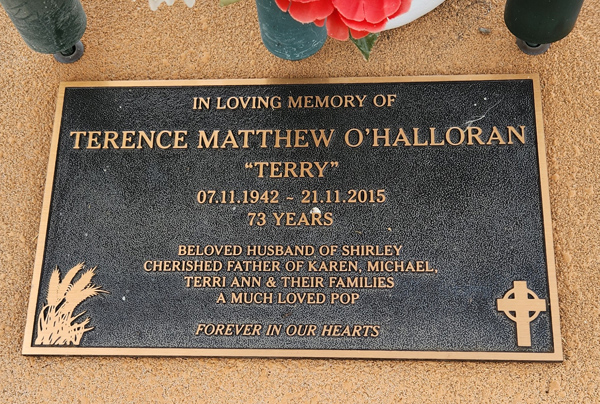 IN LOVING MEMORY OF
TERENCE MATTHEW O'HALLORAN
“TERRY”
07.11.1942 ~ 21.11.2015
73 YEARS
BELOVED HUSBAND OF SHIRLEY
CHERISHED FATHER OF KAREN, MICHAEL,
TERRI ANN & THEIR FAMILIES
A MUCH LOVED POP
FOREVER IN OUR HEARTS